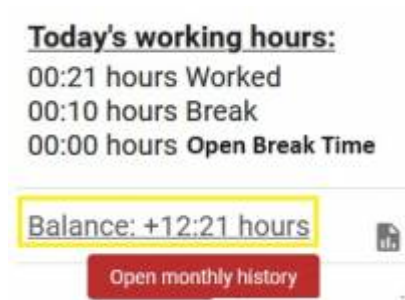 Today's working hours:
00:21 hours Worked
00:10 hours Break
00:00 hours Open Break Time
Balance: +12:21 hours
Open monthly history